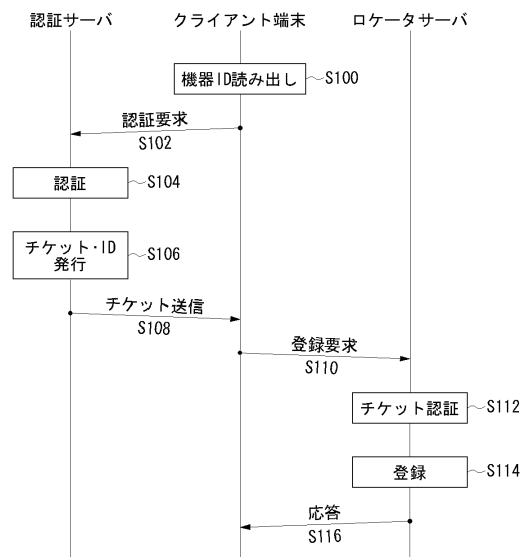 認証サーバ
クライアント端末
ロケータサーバ
機器ID読み出し
S100
認証要求
S102
認証
S104
チケット・ID
発行
S106
チケット送信
S108
登録要求
S110
チケット認証
S112
登録
S114
応答
S116